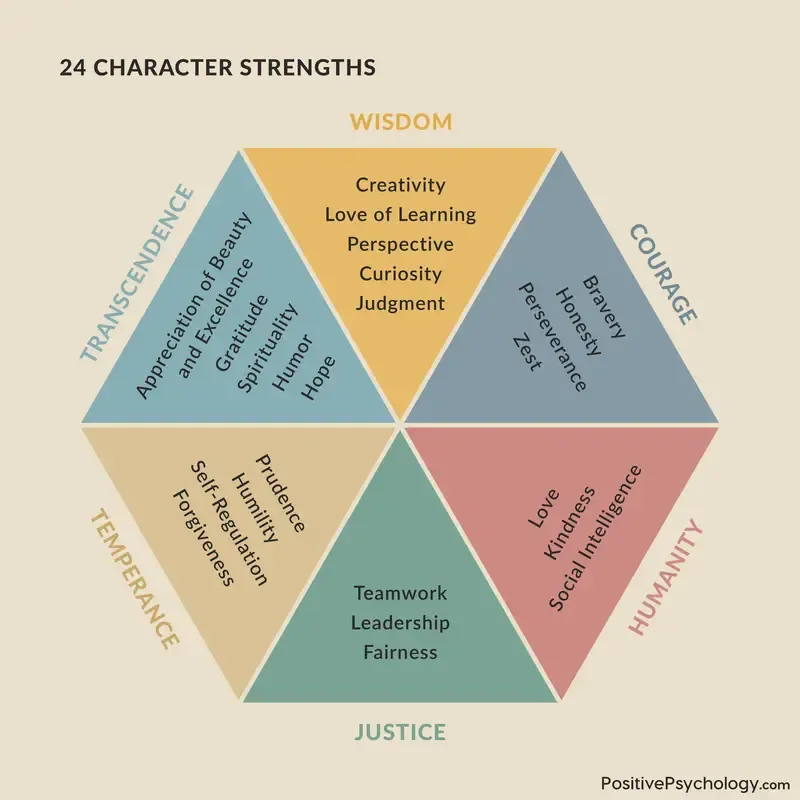 24 CHARACTER STRENGTHS
WISDOM
Creativity
Love of Learning
Perspective
Curiosity
Judgment
COURAGE
Bravery
Honesty
Perseverance
Zest
HUMANITY
Love
Kindness
Social Intelligence
JUSTICE
Teamwork
Leadership
Fairness
TEMPERANCE
Prudence
Humility
Self-Regulation
Forgiveness
TRANSCENDENCE
Appreciation of Beauty
and Excellence
Gratitude
Spirituality
Humor
Hope
PositivePsychology.com